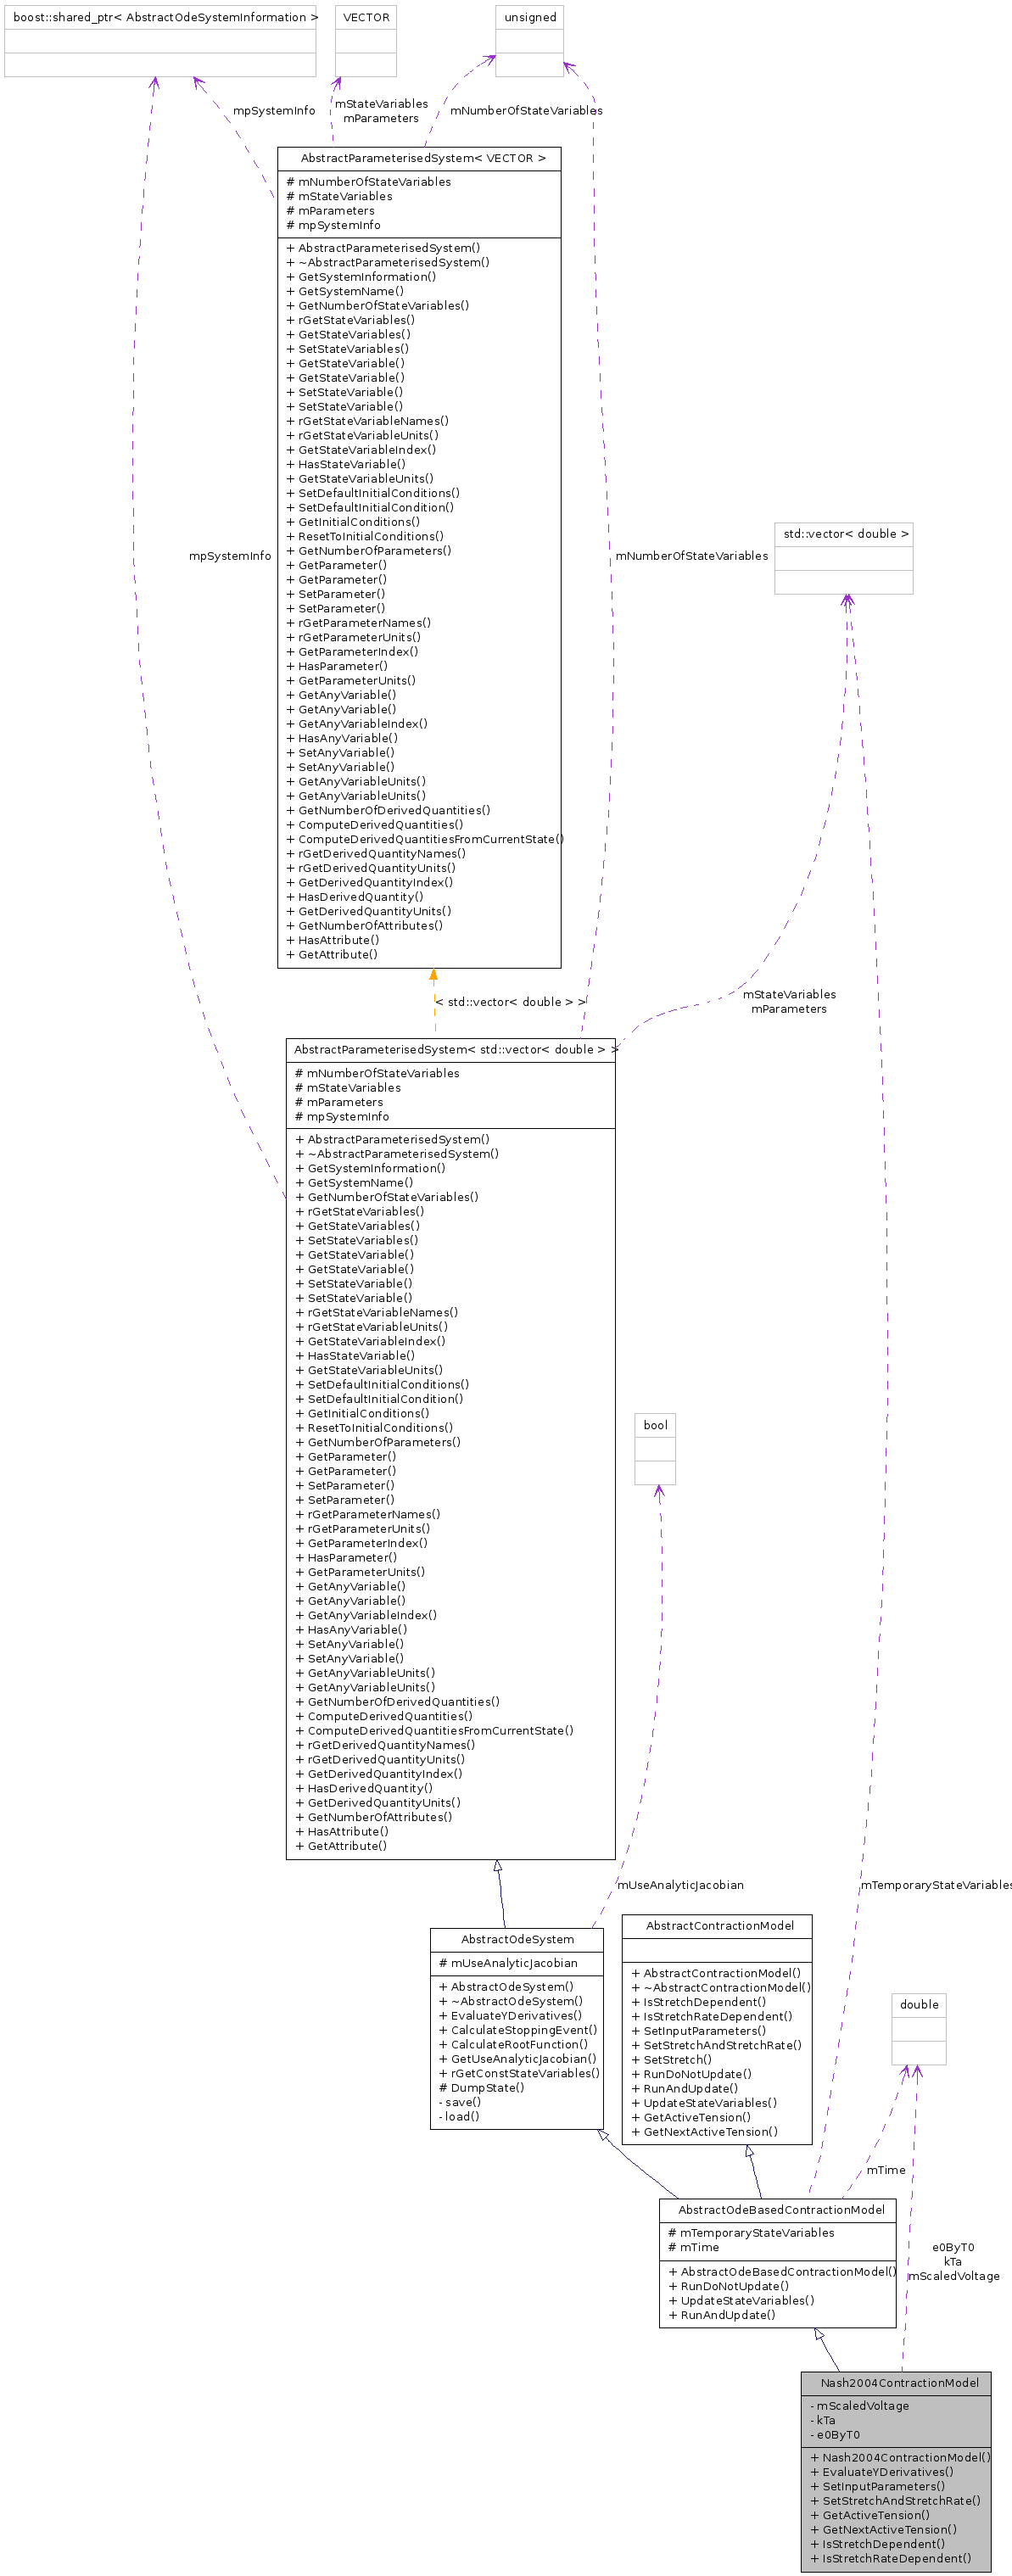 boost::shared_ptr< AbstractOdeSystemInformation >
VECTOR
unsigned
mpSystemInfo
mStateVariables
mParameters
mNumberOfStateVariables
AbstractParameterisedSystem< VECTOR >
# mNumberOfStateVariables
# mStateVariables
# mParameters
# mpSystemInfo
+ AbstractParameterisedSystem()
+ ~AbstractParameterisedSystem()
+ GetSystemInformation()
+ GetSystemName()
+ GetNumberOfStateVariables()
+ rGetStateVariables()
+ GetStateVariables()
+ SetStateVariables()
+ GetStateVariable()
+ GetStateVariable()
+ SetStateVariable()
+ SetStateVariable()
+ rGetStateVariableNames()
+ rGetStateVariableUnits()
+ GetStateVariableIndex()
+ HasStateVariable()
+ GetStateVariableUnits()
+ SetDefaultInitialConditions()
+ SetDefaultInitialCondition()
+ GetInitialConditions()
+ ResetToInitialConditions()
+ GetNumberOfParameters()
+ GetParameter()
+ GetParameter()
+ SetParameter()
+ SetParameter()
+ rGetParameterNames()
+ rGetParameterUnits()
+ GetParameterIndex()
+ HasParameter()
+ GetParameterUnits()
+ GetAnyVariable()
+ GetAnyVariable()
+ GetAnyVariableIndex()
+ HasAnyVariable()
+ SetAnyVariable()
+ SetAnyVariable()
+ GetAnyVariableUnits()
+ GetAnyVariableUnits()
+ GetNumberOfDerivedQuantities()
+ ComputeDerivedQuantities()
+ ComputeDerivedQuantitiesFromCurrentState()
+ rGetDerivedQuantityNames()
+ rGetDerivedQuantityUnits()
+ GetDerivedQuantityIndex()
+ HasDerivedQuantity()
+ GetDerivedQuantityUnits()
+ GetNumberOfAttributes()
+ HasAttribute()
+ GetAttribute()
mpSystemInfo
mNumberOfStateVariables
std::vector< double >
< std::vector< double > >
mStateVariables
mParameters
AbstractParameterisedSystem< std::vector< double > >
# mNumberOfStateVariables
# mStateVariables
# mParameters
# mpSystemInfo
+ AbstractParameterisedSystem()
+ ~AbstractParameterisedSystem()
+ GetSystemInformation()
+ GetSystemName()
+ GetNumberOfStateVariables()
+ rGetStateVariables()
+ GetStateVariables()
+ SetStateVariables()
+ GetStateVariable()
+ GetStateVariable()
+ SetStateVariable()
+ SetStateVariable()
+ rGetStateVariableNames()
+ rGetStateVariableUnits()
+ GetStateVariableIndex()
+ HasStateVariable()
+ GetStateVariableUnits()
+ SetDefaultInitialConditions()
+ SetDefaultInitialCondition()
+ GetInitialConditions()
+ ResetToInitialConditions()
+ GetNumberOfParameters()
+ GetParameter()
+ GetParameter()
+ SetParameter()
+ SetParameter()
+ rGetParameterNames()
+ rGetParameterUnits()
+ GetParameterIndex()
+ HasParameter()
+ GetParameterUnits()
+ GetAnyVariable()
+ GetAnyVariable()
+ GetAnyVariableIndex()
+ HasAnyVariable()
+ SetAnyVariable()
+ SetAnyVariable()
+ GetAnyVariableUnits()
+ GetAnyVariableUnits()
+ GetNumberOfDerivedQuantities()
+ ComputeDerivedQuantities()
+ ComputeDerivedQuantitiesFromCurrentState()
+ rGetDerivedQuantityNames()
+ rGetDerivedQuantityUnits()
+ GetDerivedQuantityIndex()
+ HasDerivedQuantity()
+ GetDerivedQuantityUnits()
+ GetNumberOfAttributes()
+ HasAttribute()
+ GetAttribute()
bool
mUseAnalyticJacobian
mTemporaryStateVariables
AbstractOdeSystem
# mUseAnalyticJacobian
+ AbstractOdeSystem()
+ ~AbstractOdeSystem()
+ EvaluateYDerivatives()
+ CalculateStoppingEvent()
+ CalculateRootFunction()
+ GetUseAnalyticJacobian()
+ rGetConstStateVariables()
# DumpState()
- save()
- load()
AbstractContractionModel
+ AbstractContractionModel()
+ ~AbstractContractionModel()
+ IsStretchDependent()
+ IsStretchRateDependent()
+ SetInputParameters()
+ SetStretchAndStretchRate()
+ SetStretch()
+ RunDoNotUpdate()
+ RunAndUpdate()
+ UpdateStateVariables()
+ GetActiveTension()
+ GetNextActiveTension()
double
mTime
AbstractOdeBasedContractionModel
# mTemporaryStateVariables
# mTime
+ AbstractOdeBasedContractionModel()
+ RunDoNotUpdate()
+ UpdateStateVariables()
+ RunAndUpdate()
e0ByT0
kTa
mScaledVoltage
Nash2004ContractionModel
- mScaledVoltage
- kTa
- e0ByT0
+ Nash2004ContractionModel()
+ EvaluateYDerivatives()
+ SetInputParameters()
+ SetStretchAndStretchRate()
+ GetActiveTension()
+ GetNextActiveTension()
+ IsStretchDependent()
+ IsStretchRateDependent()